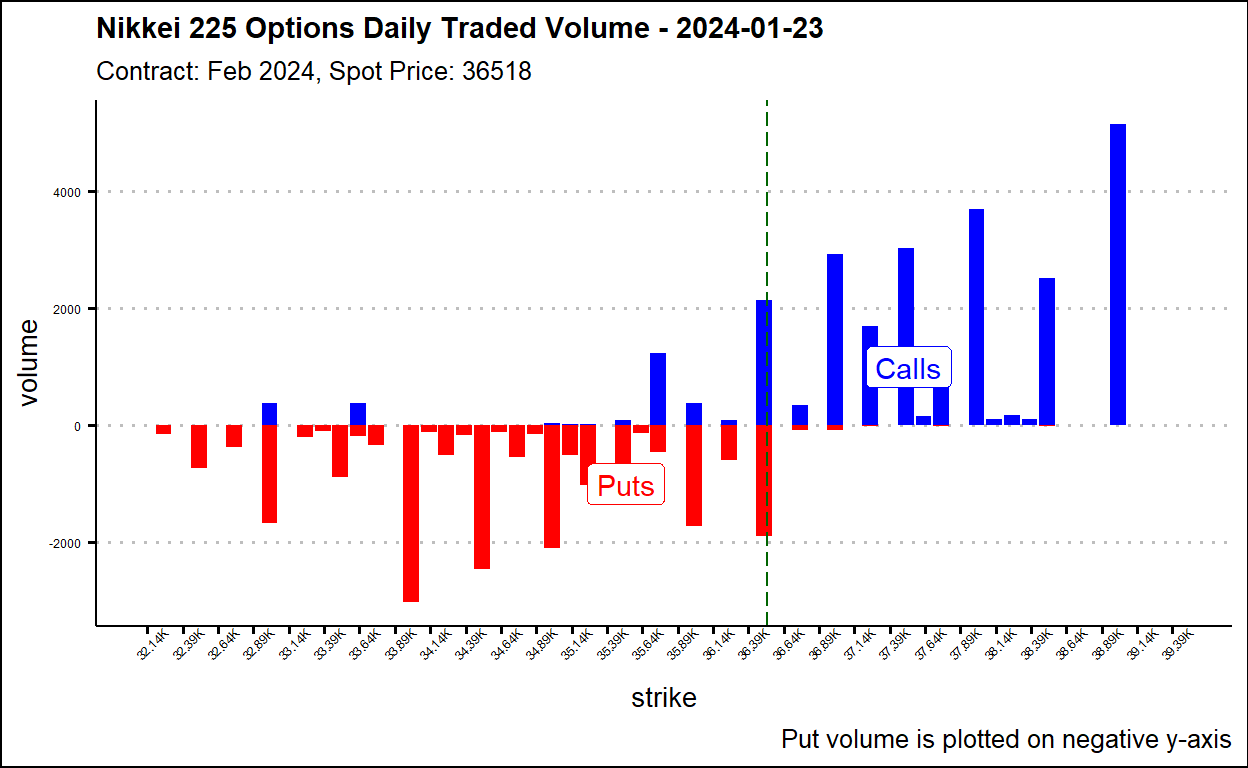 Nikkei 225 Options Daily Traded Volume - 2024-01-23
Contract: Feb 2024, Spot Price: 36518
volume
4000
2000
0
-2000
Calls
Puts
32.14K
32.39K
32.64K
32.89K
33.14K
33.39K
33.64K
33.89K
34.14K
34.39K
34.64K
34.89K
35.14K
35.39K
35.64K
35.89K
36.14K
36.39K
36.64K
36.89K
37.14K
37.39K
37.64K
37.89K
38.14K
38.39K
38.64K
38.89K
39.14K
39.39K
strike
Put volume is plotted on negative y-axis